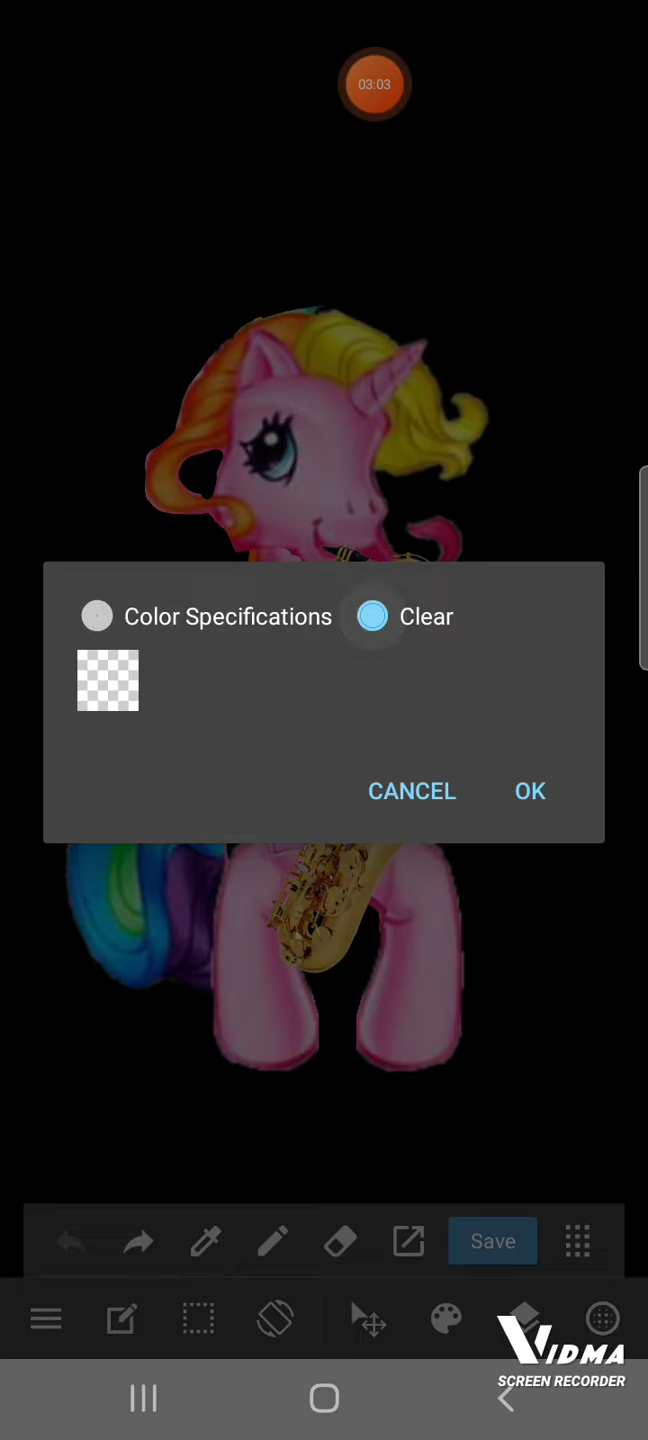 03:03
Color Specifications Clear
CANCEL OK
Save
VIDMA
SCREEN RECORDER